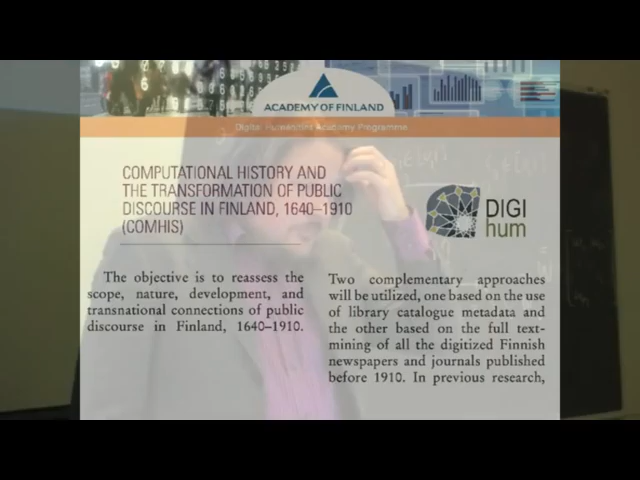 ACADEMY OF FINLAND
Digital Humanities Academy Programme
COMPUTATIONAL HISTORY AND
THE TRANSFORMATION OF PUBLIC
DISCOURSE IN FINLAND, 1640–1910
(COMHIS)
DIGI
hum
The objective is to reassess the
scope, nature, development, and
transnational connections of public
discourse in Finland, 1640–1910.
Two complementary approaches
will be utilized, one based on the use
of library catalogue metadata and
the other based on the full text-
mining of all the digitized Finnish
newspapers and journals published
before 1910. In previous research,